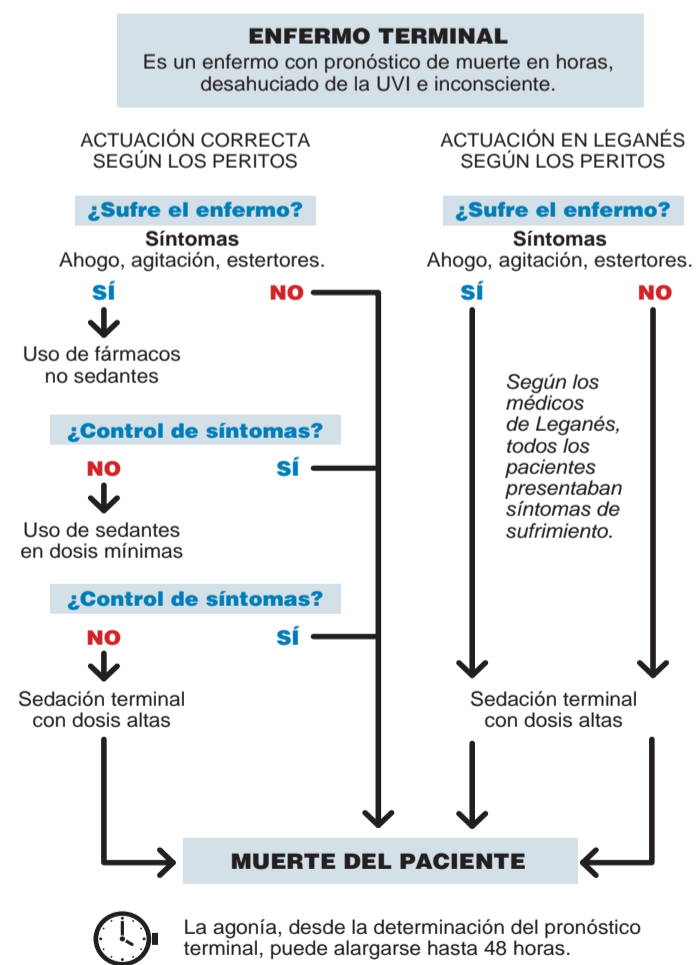 ENFERMO TERMINAL
Es un enfermo con pronóstico de muerte en horas,
desahuciado de la UVI e inconsciente.
ACTUACIÓN CORRECTA
SEGÚN LOS PERITOS
¿Sufre el enfermo?
Síntomas
Ahogo, agitación, estertores.
SÍ
NO
Uso de fármacos
no sedantes
¿Control de síntomas?
NO
SÍ
Uso de sedantes
en dosis mínimas
¿Control de síntomas?
NO
SÍ
Sedación terminal
con dosis altas
ACTUACIÓN EN LEGANÉS
SEGÚN LOS PERITOS
¿Sufre el enfermo?
Síntomas
Ahogo, agitación, estertores.
SÍ
NO
Según los
médicos
de Leganés,
todos los
pacientes
presentaban
síntomas de
sufrimiento.
Sedación terminal
con dosis altas
MUERTE DEL PACIENTE
La agonía, desde la determinación del pronóstico
terminal, puede alargarse hasta 48 horas.